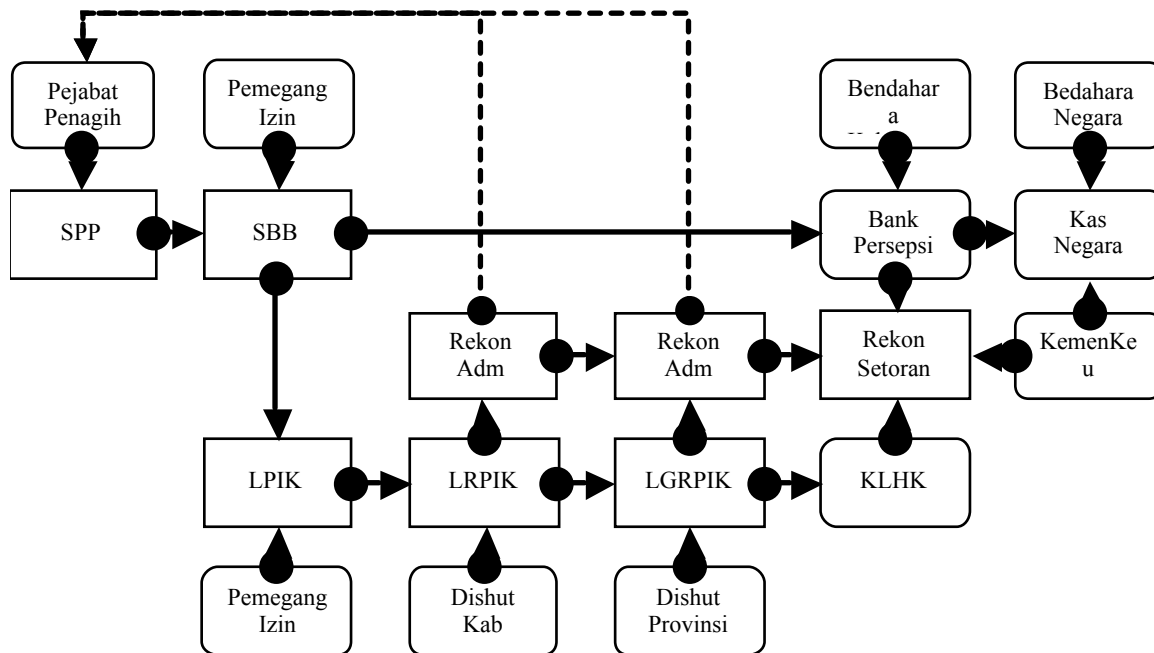 Pejabat
Penagih
Pemegang
Izin
Bendahar
a
Bedahara
Negara
SPP
SBB
Bank
Persepsi
Kas
Negara
Rekon
Adm
Rekon
Adm
Rekon
Setoran
KemenKe
u
LPIK
LRPIK
LGRPIK
KLHK
Pemegang
Izin
Dishut
Kab
Dishut
Provinsi